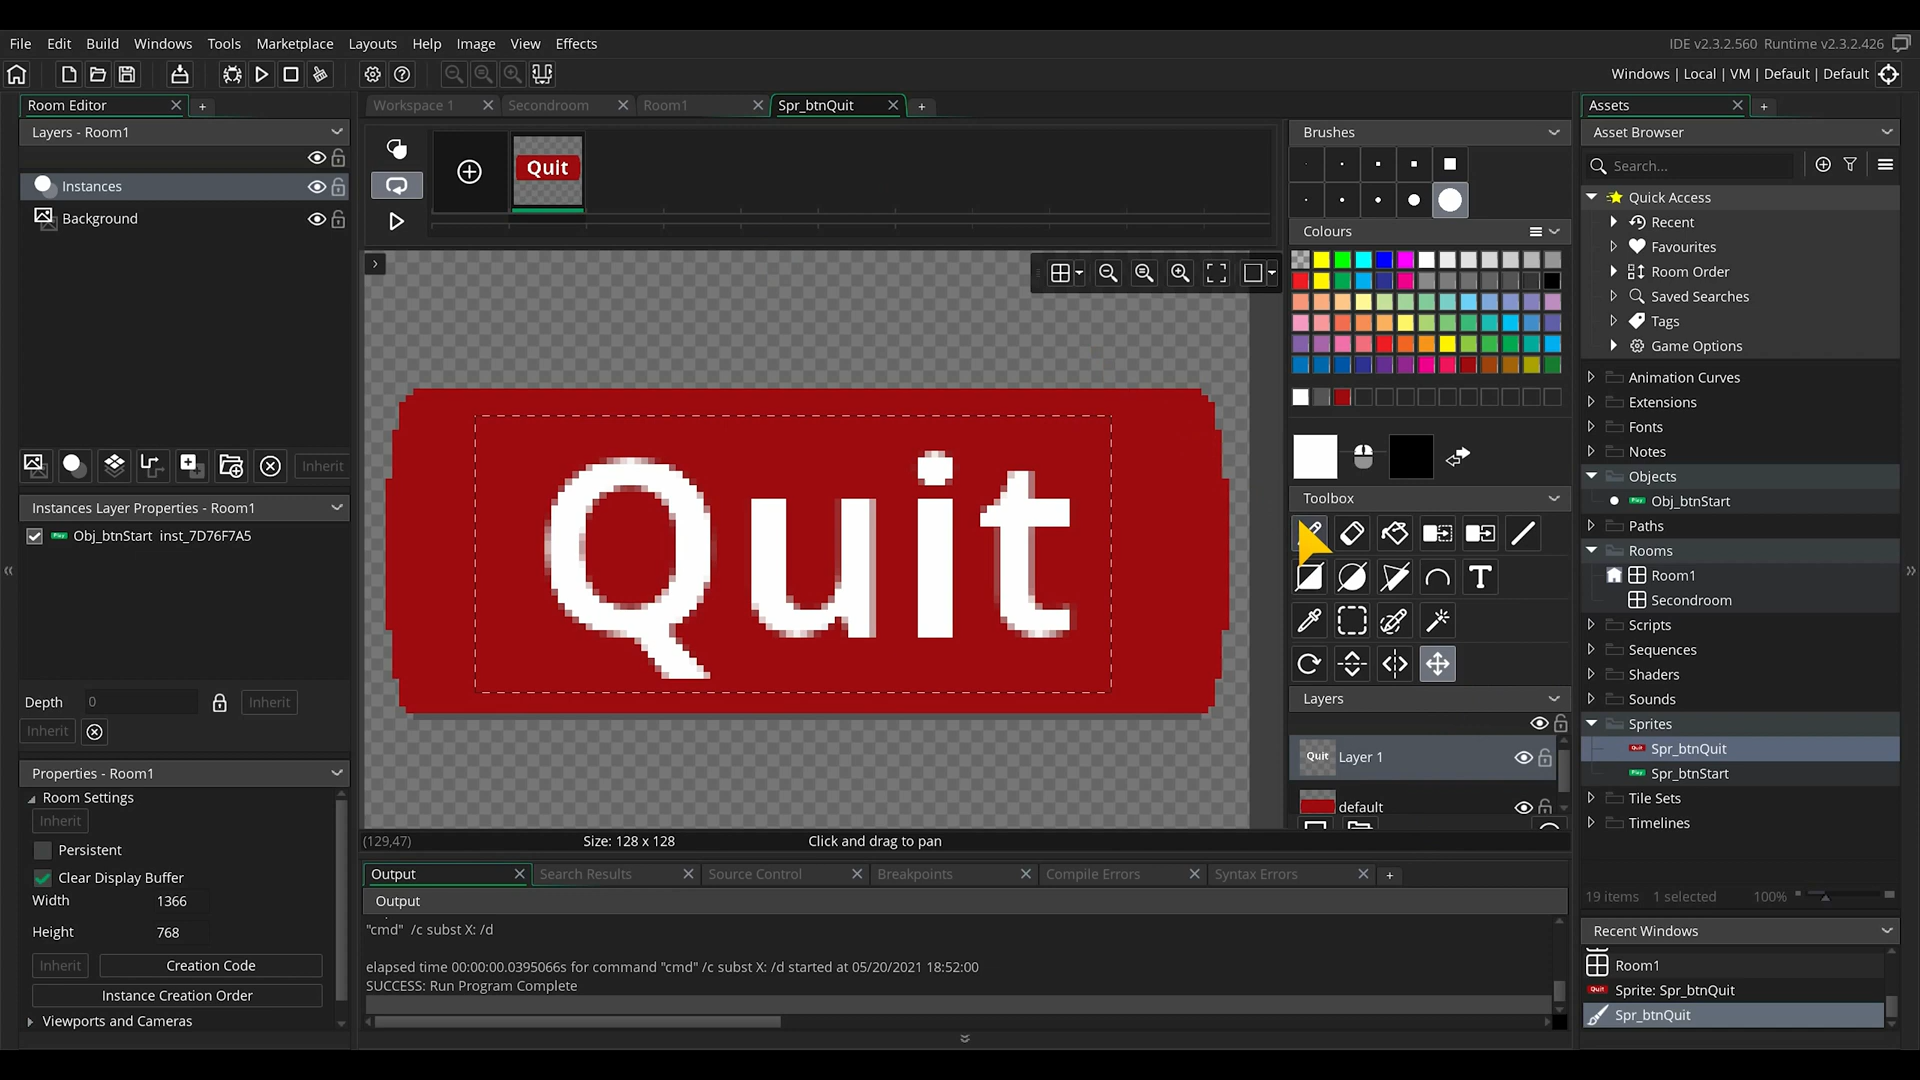 File Edit Build Windows Tools Marketplace Layouts Help Image View Effects
IDE v2.3.2.560 Runtime v2.3.2.426
Windows | Local | VM | Default | Default
Room Editor
Workspace 1
Secondroom
Room1
Spr_btnQuit
Assets
Layers - Room1
Instances
Background
Inherit
Instances Layer Properties - Room1
Obj_btnStart inst_7D76F7A5
Depth 0
Inherit
Inherit
Properties - Room1
Room Settings
Inherit
Persistent
Clear Display Buffer
Width 1366
Height 768
Inherit
Creation Code
Instance Creation Order
Viewports and Cameras
Quit
Quit
(129,47)
Size: 128 x 128
Click and drag to pan
Output
Search Results
Source Control
Breakpoints
Compile Errors
Syntax Errors
Output
"cmd" /c subst X: /d
elapsed time 00:00:00.0395066s for command "cmd" /c subst X: /d started at 05/20/2021 18:52:00
SUCCESS: Run Program Complete
Brushes
Colours
Toolbox
T
Layers
Quit
Layer 1
default
Asset Browser
Search...
Quick Access
Recent
Favourites
Room Order
Saved Searches
Tags
Game Options
Animation Curves
Extensions
Fonts
Notes
Objects
Obj_btnStart
Paths
Rooms
Room1
Secondroom
Scripts
Sequences
Shaders
Sounds
Sprites
Spr_btnQuit
Spr_btnStart
Tile Sets
Timelines
19 items 1 selected 100%
Recent Windows
Room1
Sprite: Spr_btnQuit
Spr_btnQuit